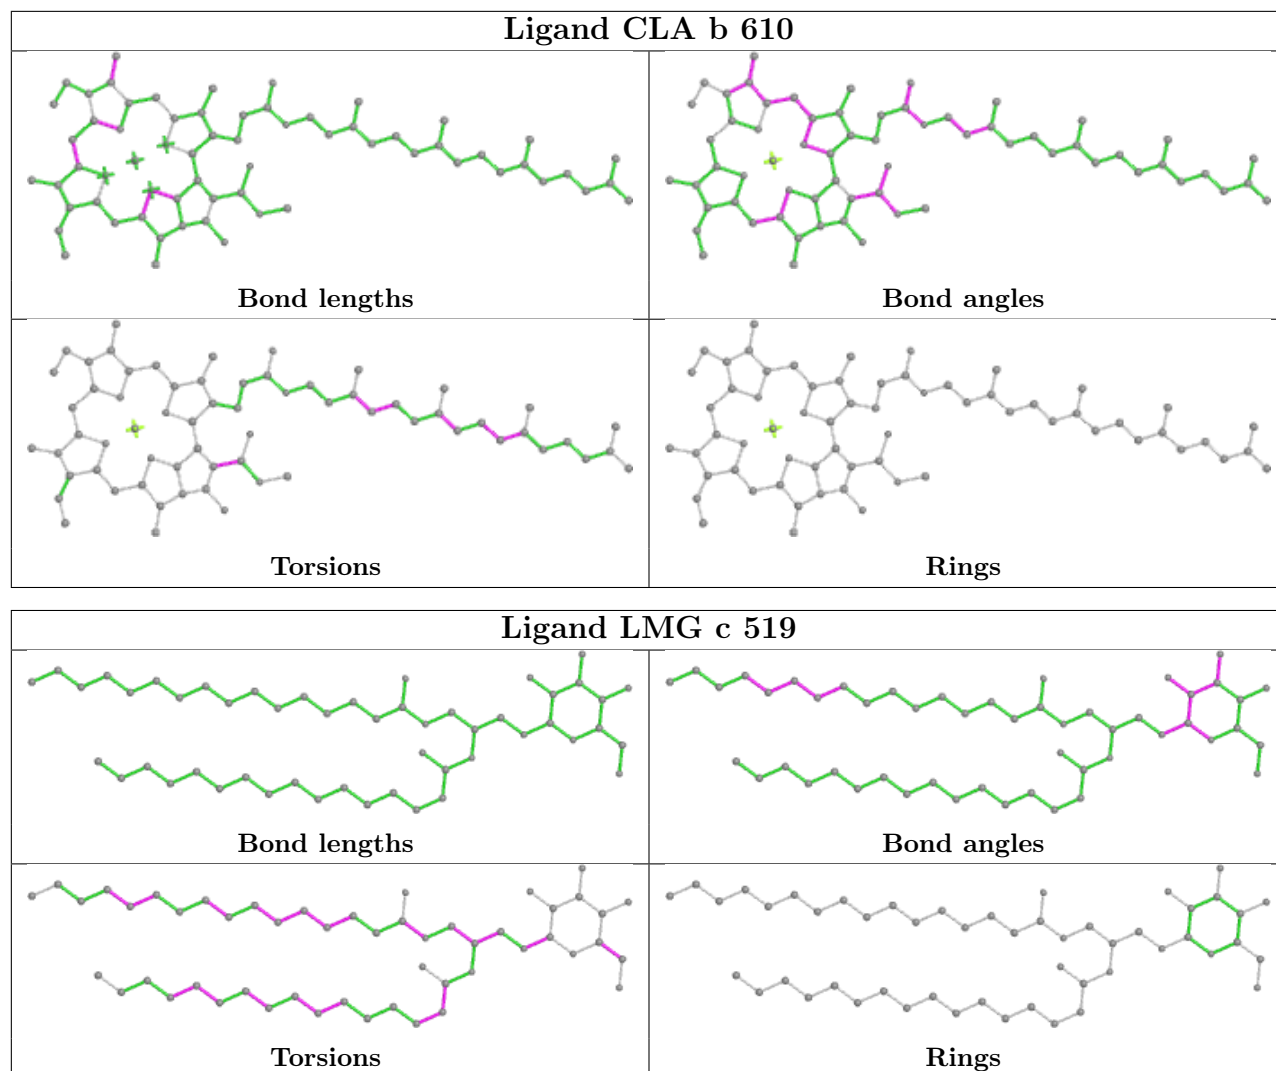 Ligand CLA b 610
Bond lengths
Bond angles
Torsions
Rings
Ligand LMG c 519
Bond lengths
Bond angles
Torsions
Rings